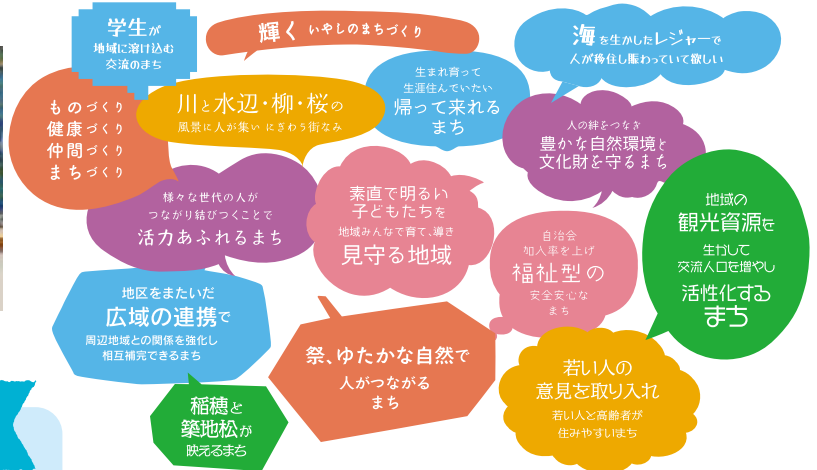 学生が
地域に溶け込む
交流のまち
輝く いやしのまちづくり
海を生かしたレジャーで
人が移住し賑わっていて欲しい
ものづくり
健康づくり
仲間づくり
まちづくり
川と水辺・柳・桜の
風景に人が集い にぎわう街なみ
生まれ育って
生涯住んでいたい
帰って来れる
まち
人の絆をつなぎ
豊かな自然環境と
文化財を守るまち
様々な世代の人が
つながり結びつくことで
活力あふれるまち
素直で明るい
子どもたちを
地域みんなで育て、導き
見守る地域
自治会
加入率を上げ
福祉型の
安全安心な
まち
地域の
観光資源を
生かして
交流人口を増やし
活性化する
まち
地区をまたいだ
広域の連携で
周辺地域との関係を強化し
相互補完できるまち
祭、ゆたかな自然で
人がつながる
まち
若い人の
意見を取り入れ
若い人と高齢者が
住みやすいまち
稲穂と
築地松が
映えるまち